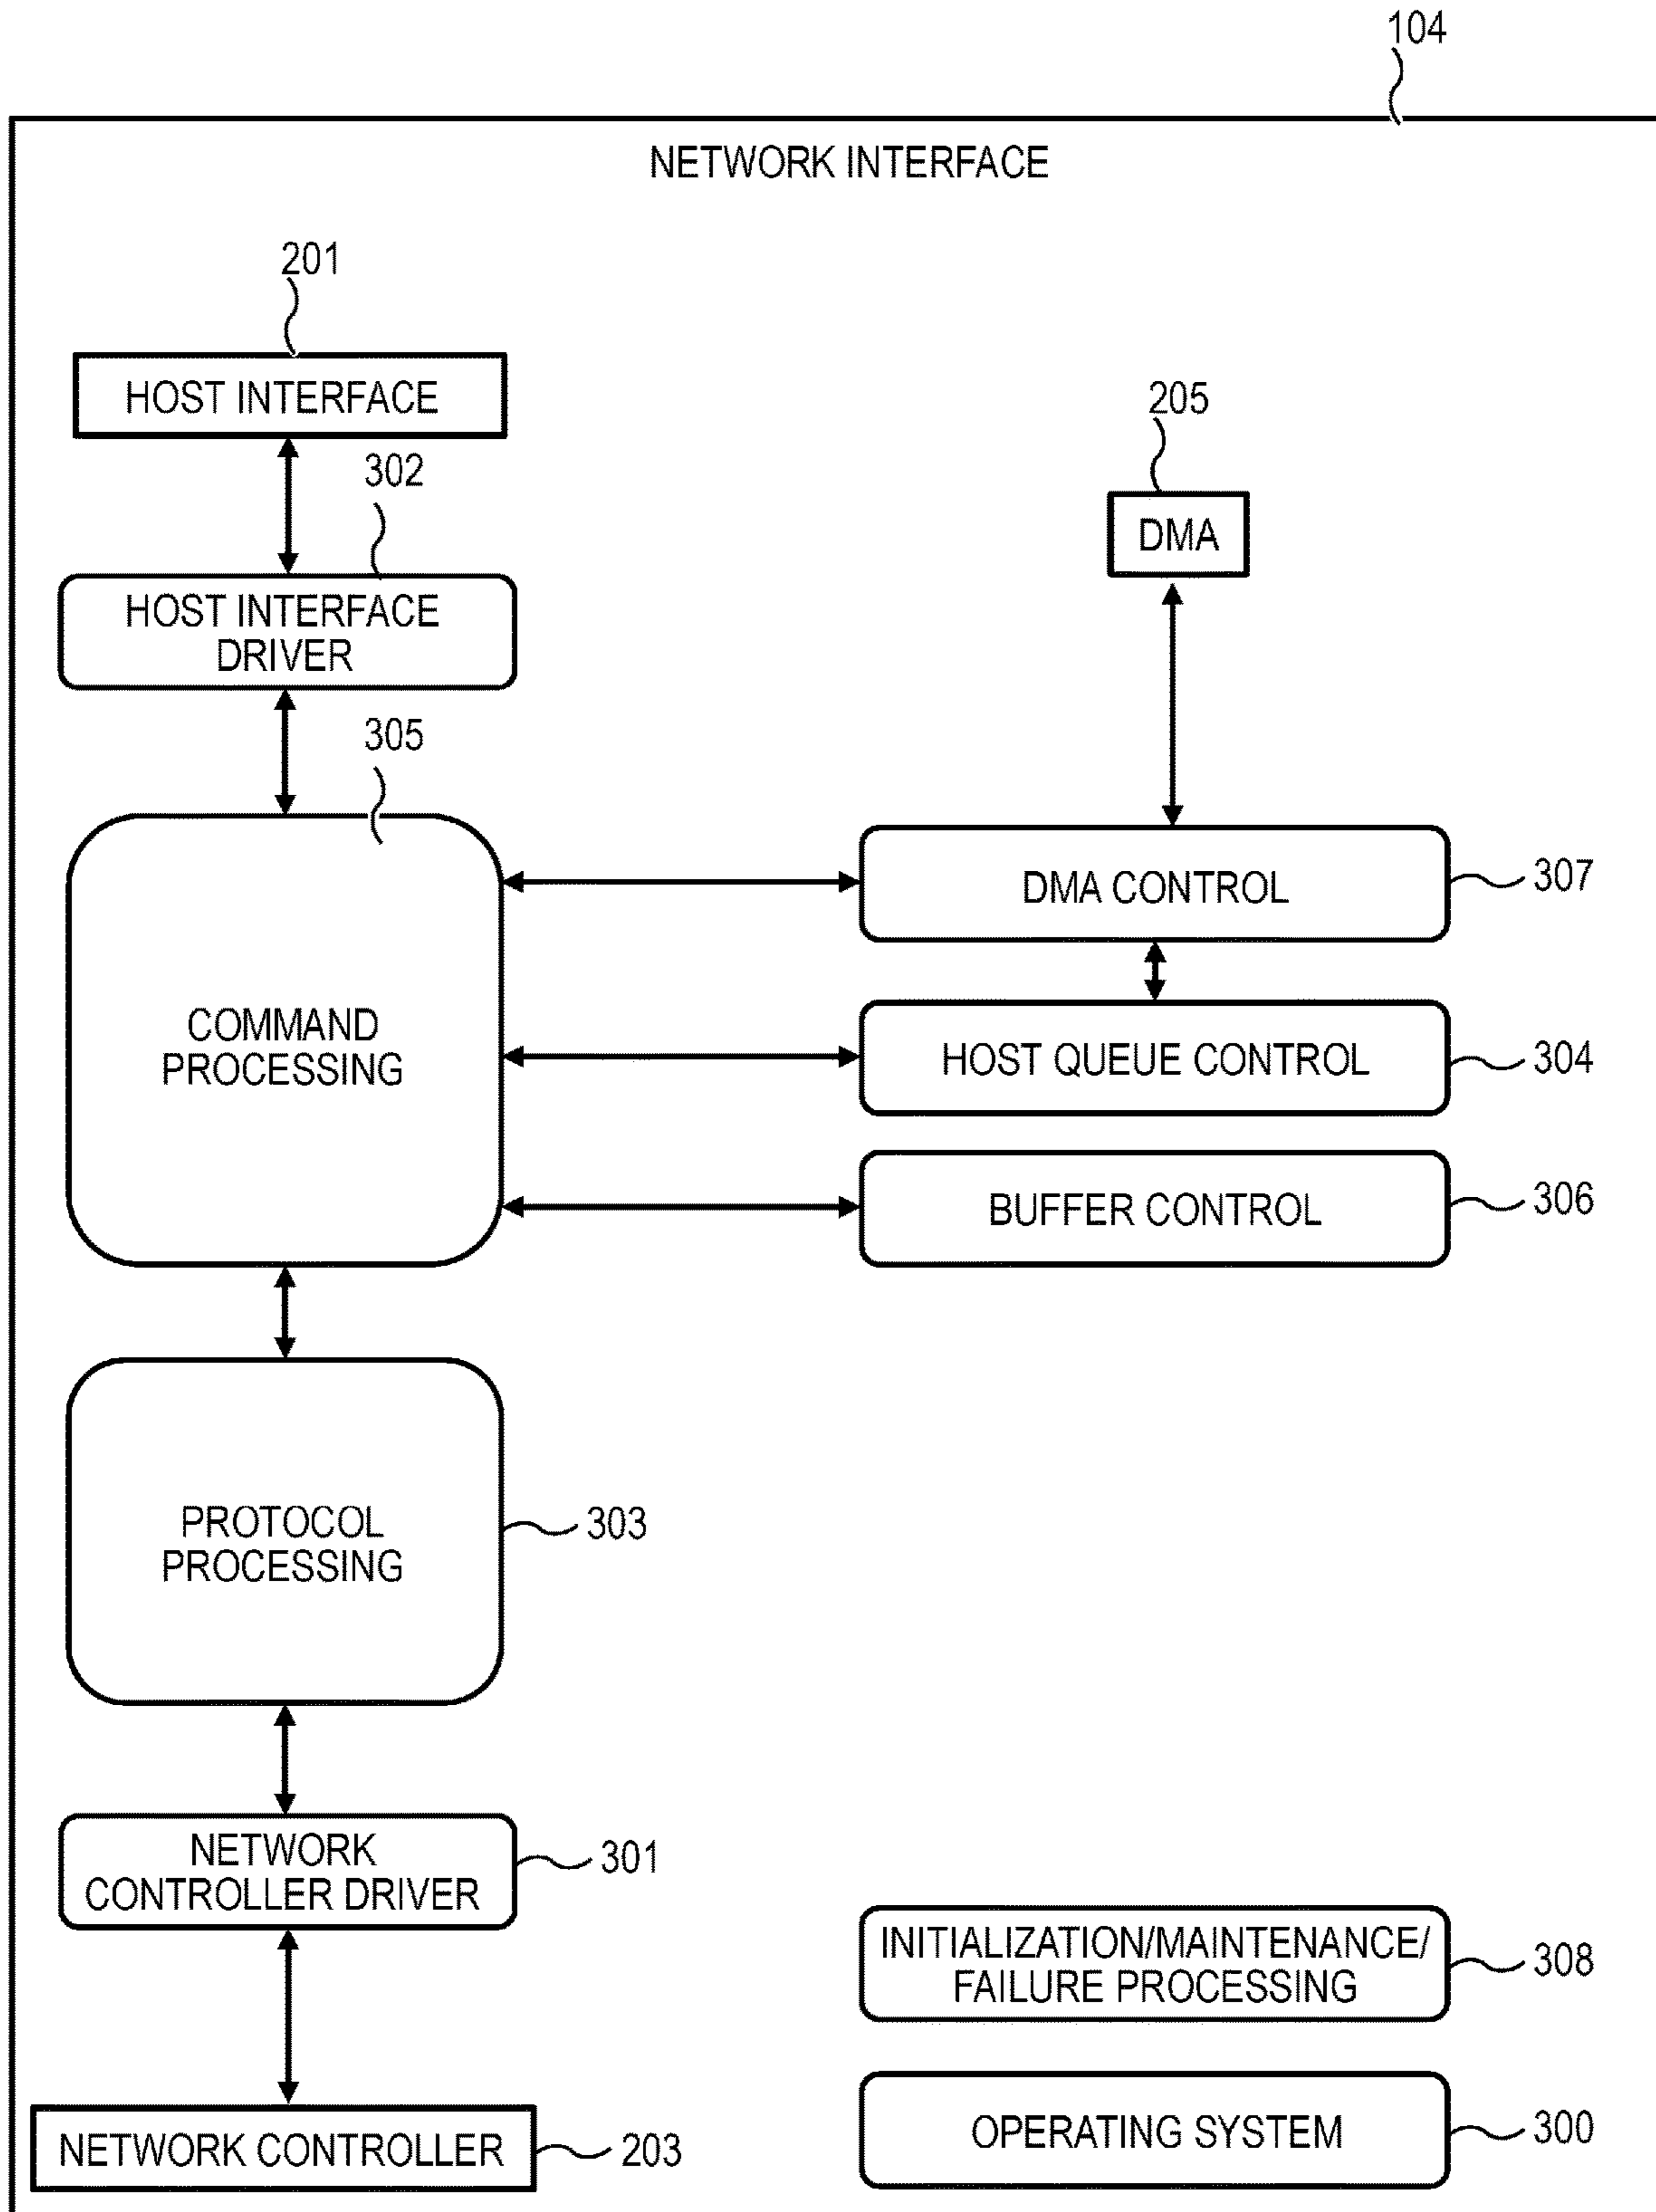 104
NETWORK INTERFACE
201
HOST INTERFACE
205
DMA
302
HOST INTERFACE
DRIVER
305
DMA CONTROL
307
COMMAND
PROCESSING
HOST QUEUE CONTROL
304
BUFFER CONTROL
306
PROTOCOL
PROCESSING
303
NETWORK
CONTROLLER DRIVER
301
INITIALIZATION/MAINTENANCE/
FAILURE PROCESSING
308
NETWORK CONTROLLER
203
OPERATING SYSTEM
300